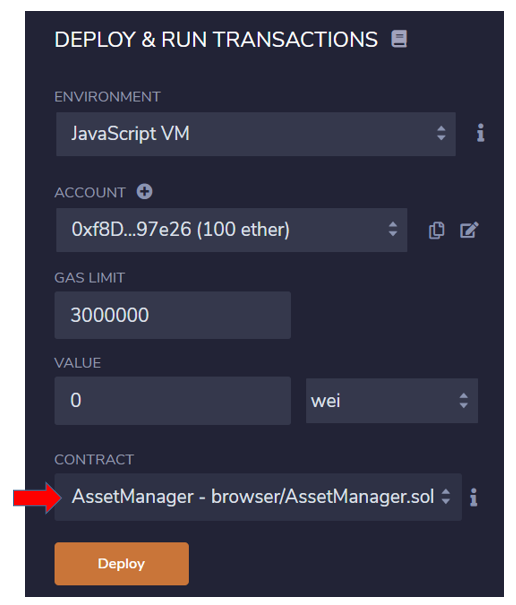 DEPLOY & RUN TRANSACTIONS
ENVIRONMENT
JavaScript VM
ACCOUNT
0xf8D...97e26 (100 ether)
GAS LIMIT
3000000
VALUE
0 wei
CONTRACT
AssetManager - browser/AssetManager.sol
Deploy